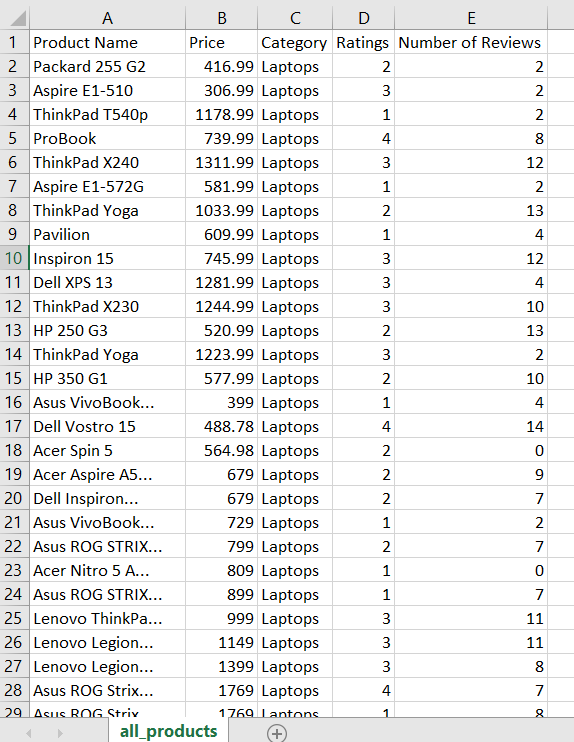 A B C D E
1 Product Name Price Category Ratings Number of Reviews
2 Packard 255 G2 416.99 Laptops 2 2
3 Aspire E1-510 306.99 Laptops 3 2
4 ThinkPad T540p 1178.99 Laptops 1 2
5 ProBook 739.99 Laptops 4 8
6 ThinkPad X240 1311.99 Laptops 3 12
7 Aspire E1-572G 581.99 Laptops 1 2
8 ThinkPad Yoga 1033.99 Laptops 2 13
9 Pavilion 609.99 Laptops 1 4
10 Inspiron 15 745.99 Laptops 3 12
11 Dell XPS 13 1281.99 Laptops 3 4
12 ThinkPad X230 1244.99 Laptops 3 10
13 HP 250 G3 520.99 Laptops 2 13
14 ThinkPad Yoga 1223.99 Laptops 3 2
15 HP 350 G1 577.99 Laptops 2 10
16 Asus VivoBook... 399 Laptops 1 4
17 Dell Vostro 15 488.78 Laptops 4 14
18 Acer Spin 5 564.98 Laptops 2 0
19 Acer Aspire A5... 679 Laptops 2 9
20 Dell Inspiron... 679 Laptops 2 7
21 Asus VivoBook... 729 Laptops 1 2
22 Asus ROG STRIX... 799 Laptops 2 7
23 Acer Nitro 5 A... 809 Laptops 1 0
24 Asus ROG STRIX... 899 Laptops 1 7
25 Lenovo ThinkPa... 999 Laptops 3 11
26 Lenovo Legion... 1149 Laptops 3 11
27 Lenovo Legion... 1399 Laptops 3 8
28 Asus ROG Strix... 1769 Laptops 4 7
29 Asus ROG Strix... 1769 Laptops 1 8
all_products